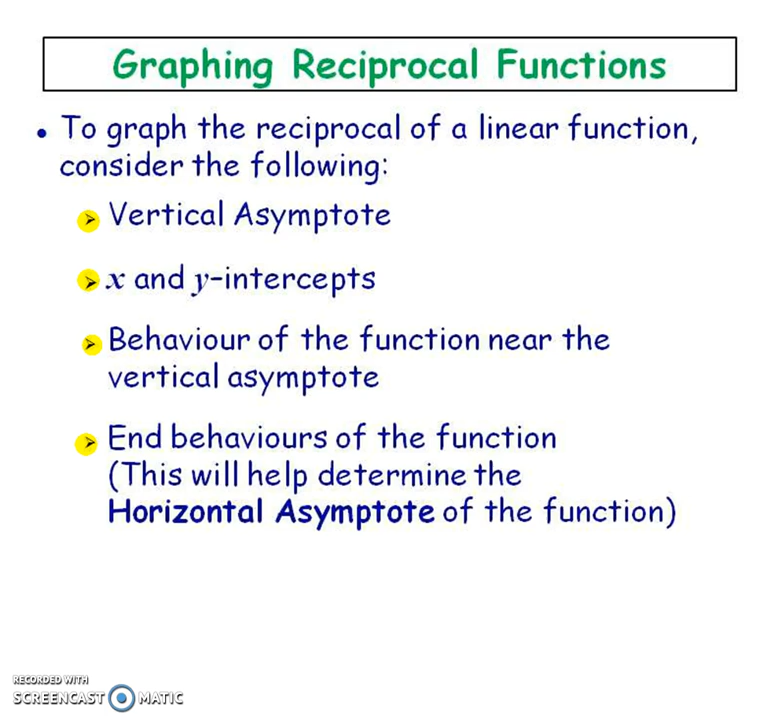 Graphing Reciprocal Functions
• To graph the reciprocal of a linear function,
consider the following:
➢ Vertical Asymptote
➢ x and y-intercepts
➢ Behaviour of the function near the
vertical asymptote
➢ End behaviours of the function
(This will help determine the
Horizontal Asymptote of the function)
RECORDED WITH
SCREENCAST MATIC